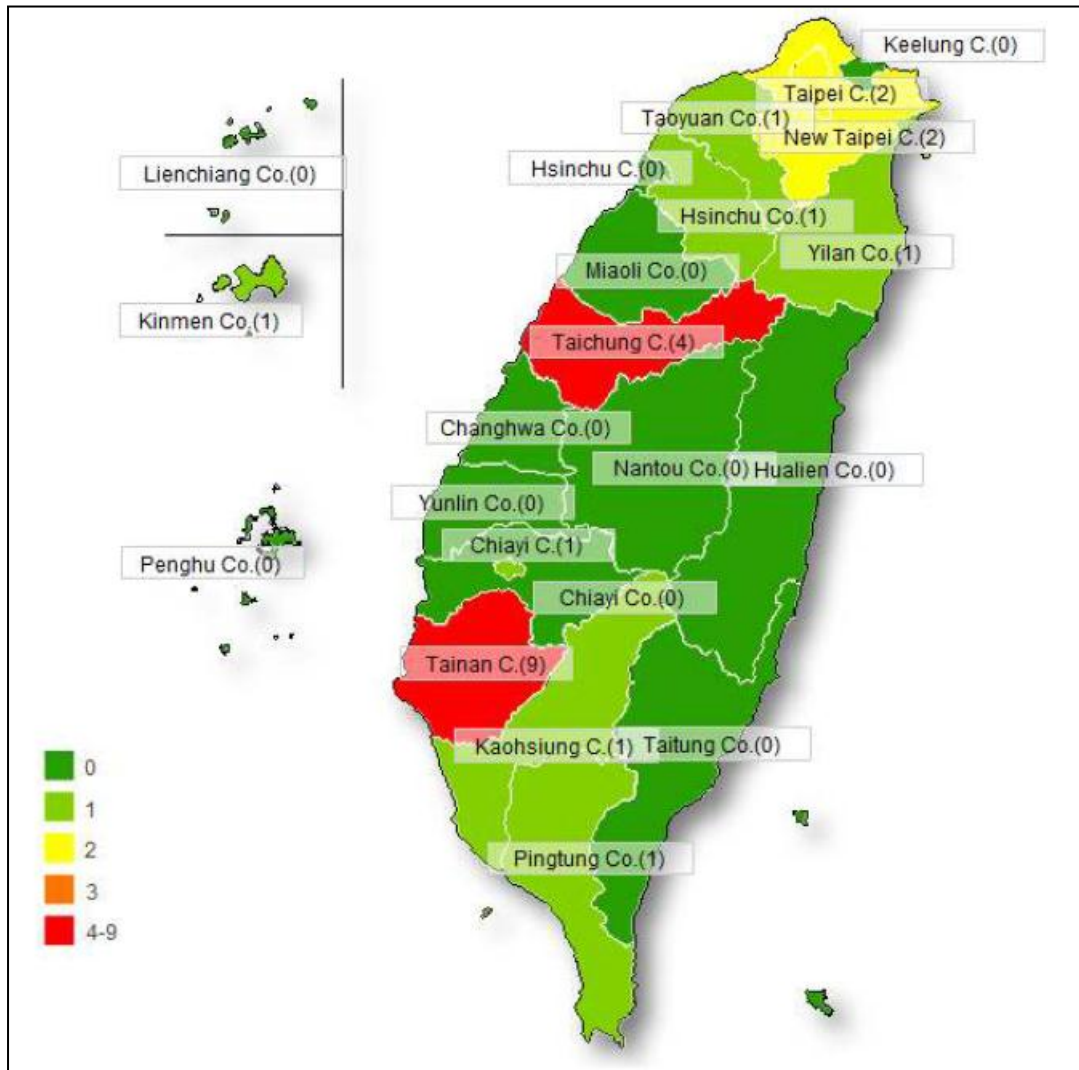 Keelung C.(0)
Taipei C.(2)
Taoyuan Co.(1)
New Taipei C.(2)
Hsinchu C.(0)
Lienchiang Co.(0)
Hsinchu Co.(1)
Yilan Co.(1)
Miaoli Co.(0)
Kinmen Co.(1)
Taichung C.(4)
Changhwa Co.(0)
Nantou Co.(0)
Hualien Co.(0)
Yunlin Co.(0)
Chiayi C.(1)
Penghu Co.(0)
Chiayi Co.(0)
Tainan C.(9)
Kaohsiung C.(1)
Taitung Co.(0)
Pingtung Co.(1)
0
1
2
3
4-9